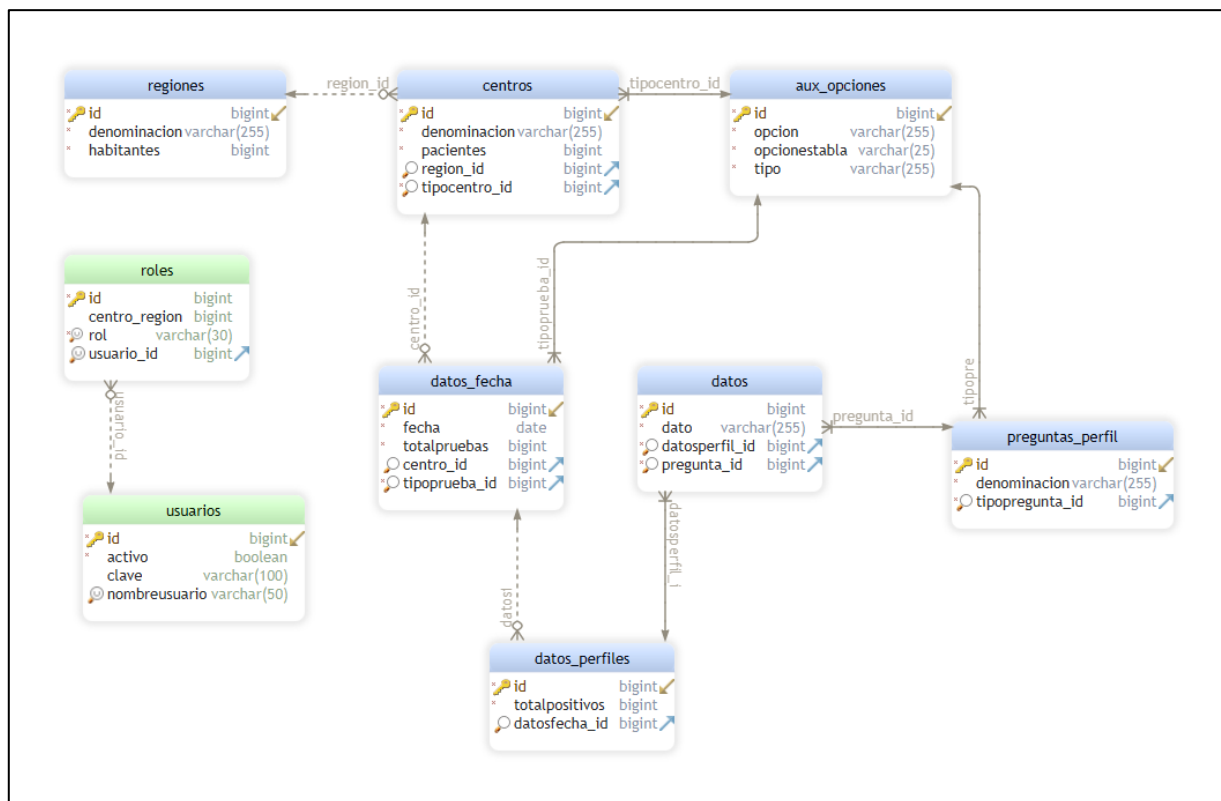 regiones
id bigint
denominacion varchar(255)
habitantes bigint
region_id
centros
id bigint
denominacion varchar(255)
pacientes bigint
region_id bigint
tipocentro_id bigint
tipocentro_id
aux_opciones
id bigint
opcion varchar(255)
opcionestabla varchar(25)
tipo varchar(255)
roles
id bigint
centro_region bigint
rol varchar(30)
usuario_id bigint
usuario_id
centro_id
tipoprueba_id
tipopre
datos_fecha
id bigint
fecha date
totalpruebas bigint
centro_id bigint
tipoprueba_id bigint
datos
id bigint
dato varchar(255)
datosperfil_id bigint
pregunta_id bigint
pregunta_id
preguntas_perfil
id bigint
denominacion varchar(255)
tipopregunta_id bigint
usuarios
id bigint
activo boolean
clave varchar(100)
nombreusuario varchar(50)
datosi
datosperfil_i
datos_perfiles
id bigint
totalpositivos bigint
datosfecha_id bigint